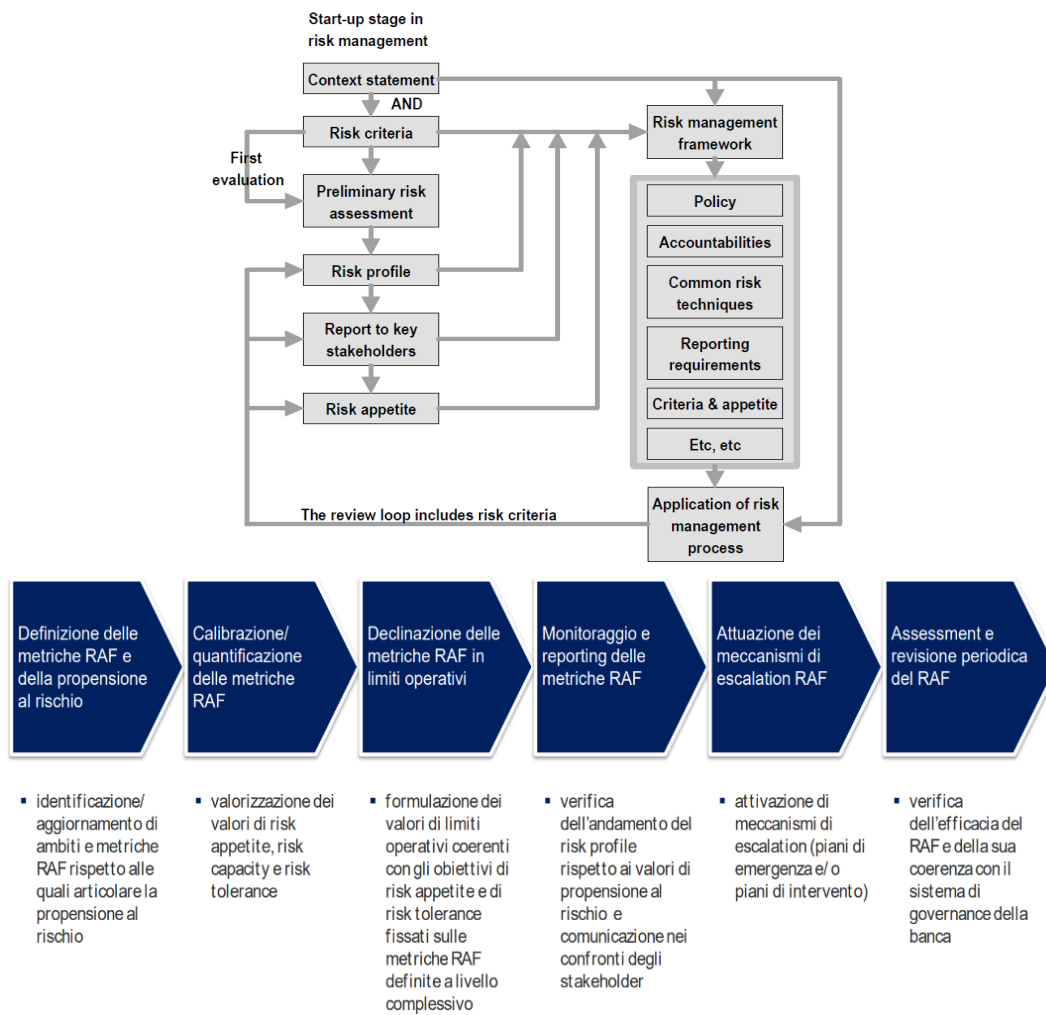 Start-up stage in
risk management
Context statement
AND
Risk criteria
First
evaluation
Preliminary risk
assessment
Risk profile
Report to key
stakeholders
Risk appetite
The review loop includes risk criteria
Risk management
framework
Policy
Accountabilities
Common risk
techniques
Reporting
requirements
Criteria & appetite
Etc, etc
Application of risk
management
process
Definizione delle
metriche RAF e
della propensione
al rischio
Calibrazione/
quantificazione
delle metriche
RAF
Declinazione delle
metriche RAF in
limiti operativi
Monitoraggio e
reporting delle
metriche RAF
Attuazione dei
meccanismi di
escalation RAF
Assessment e
revisione periodica
del RAF
▪ identificazione/
aggiornamento di
ambiti e metriche
RAF rispetto alle
quali articolare la
propensione al
rischio
▪ valorizzazione dei
valori di risk
appetite, risk
capacity e risk
tolerance
▪ formulazione dei
valori di limiti
operativi coerenti
con gli obiettivi di
risk appetite e di
risk tolerance
fissati sulle
metriche RAF
definite a livello
complessivo
▪ verifica
dell'andamento del
risk profile
rispetto ai valori di
propensione al
rischio e
comunicazione nei
confronti degli
stakeholder
▪ attivazione di
meccanismi di
escalation (piani di
emergenza e/ o
piani di intervento)
▪ verifica
dell'efficacia del
RAF e della sua
coerenza con il
sistema di
governance della
banca